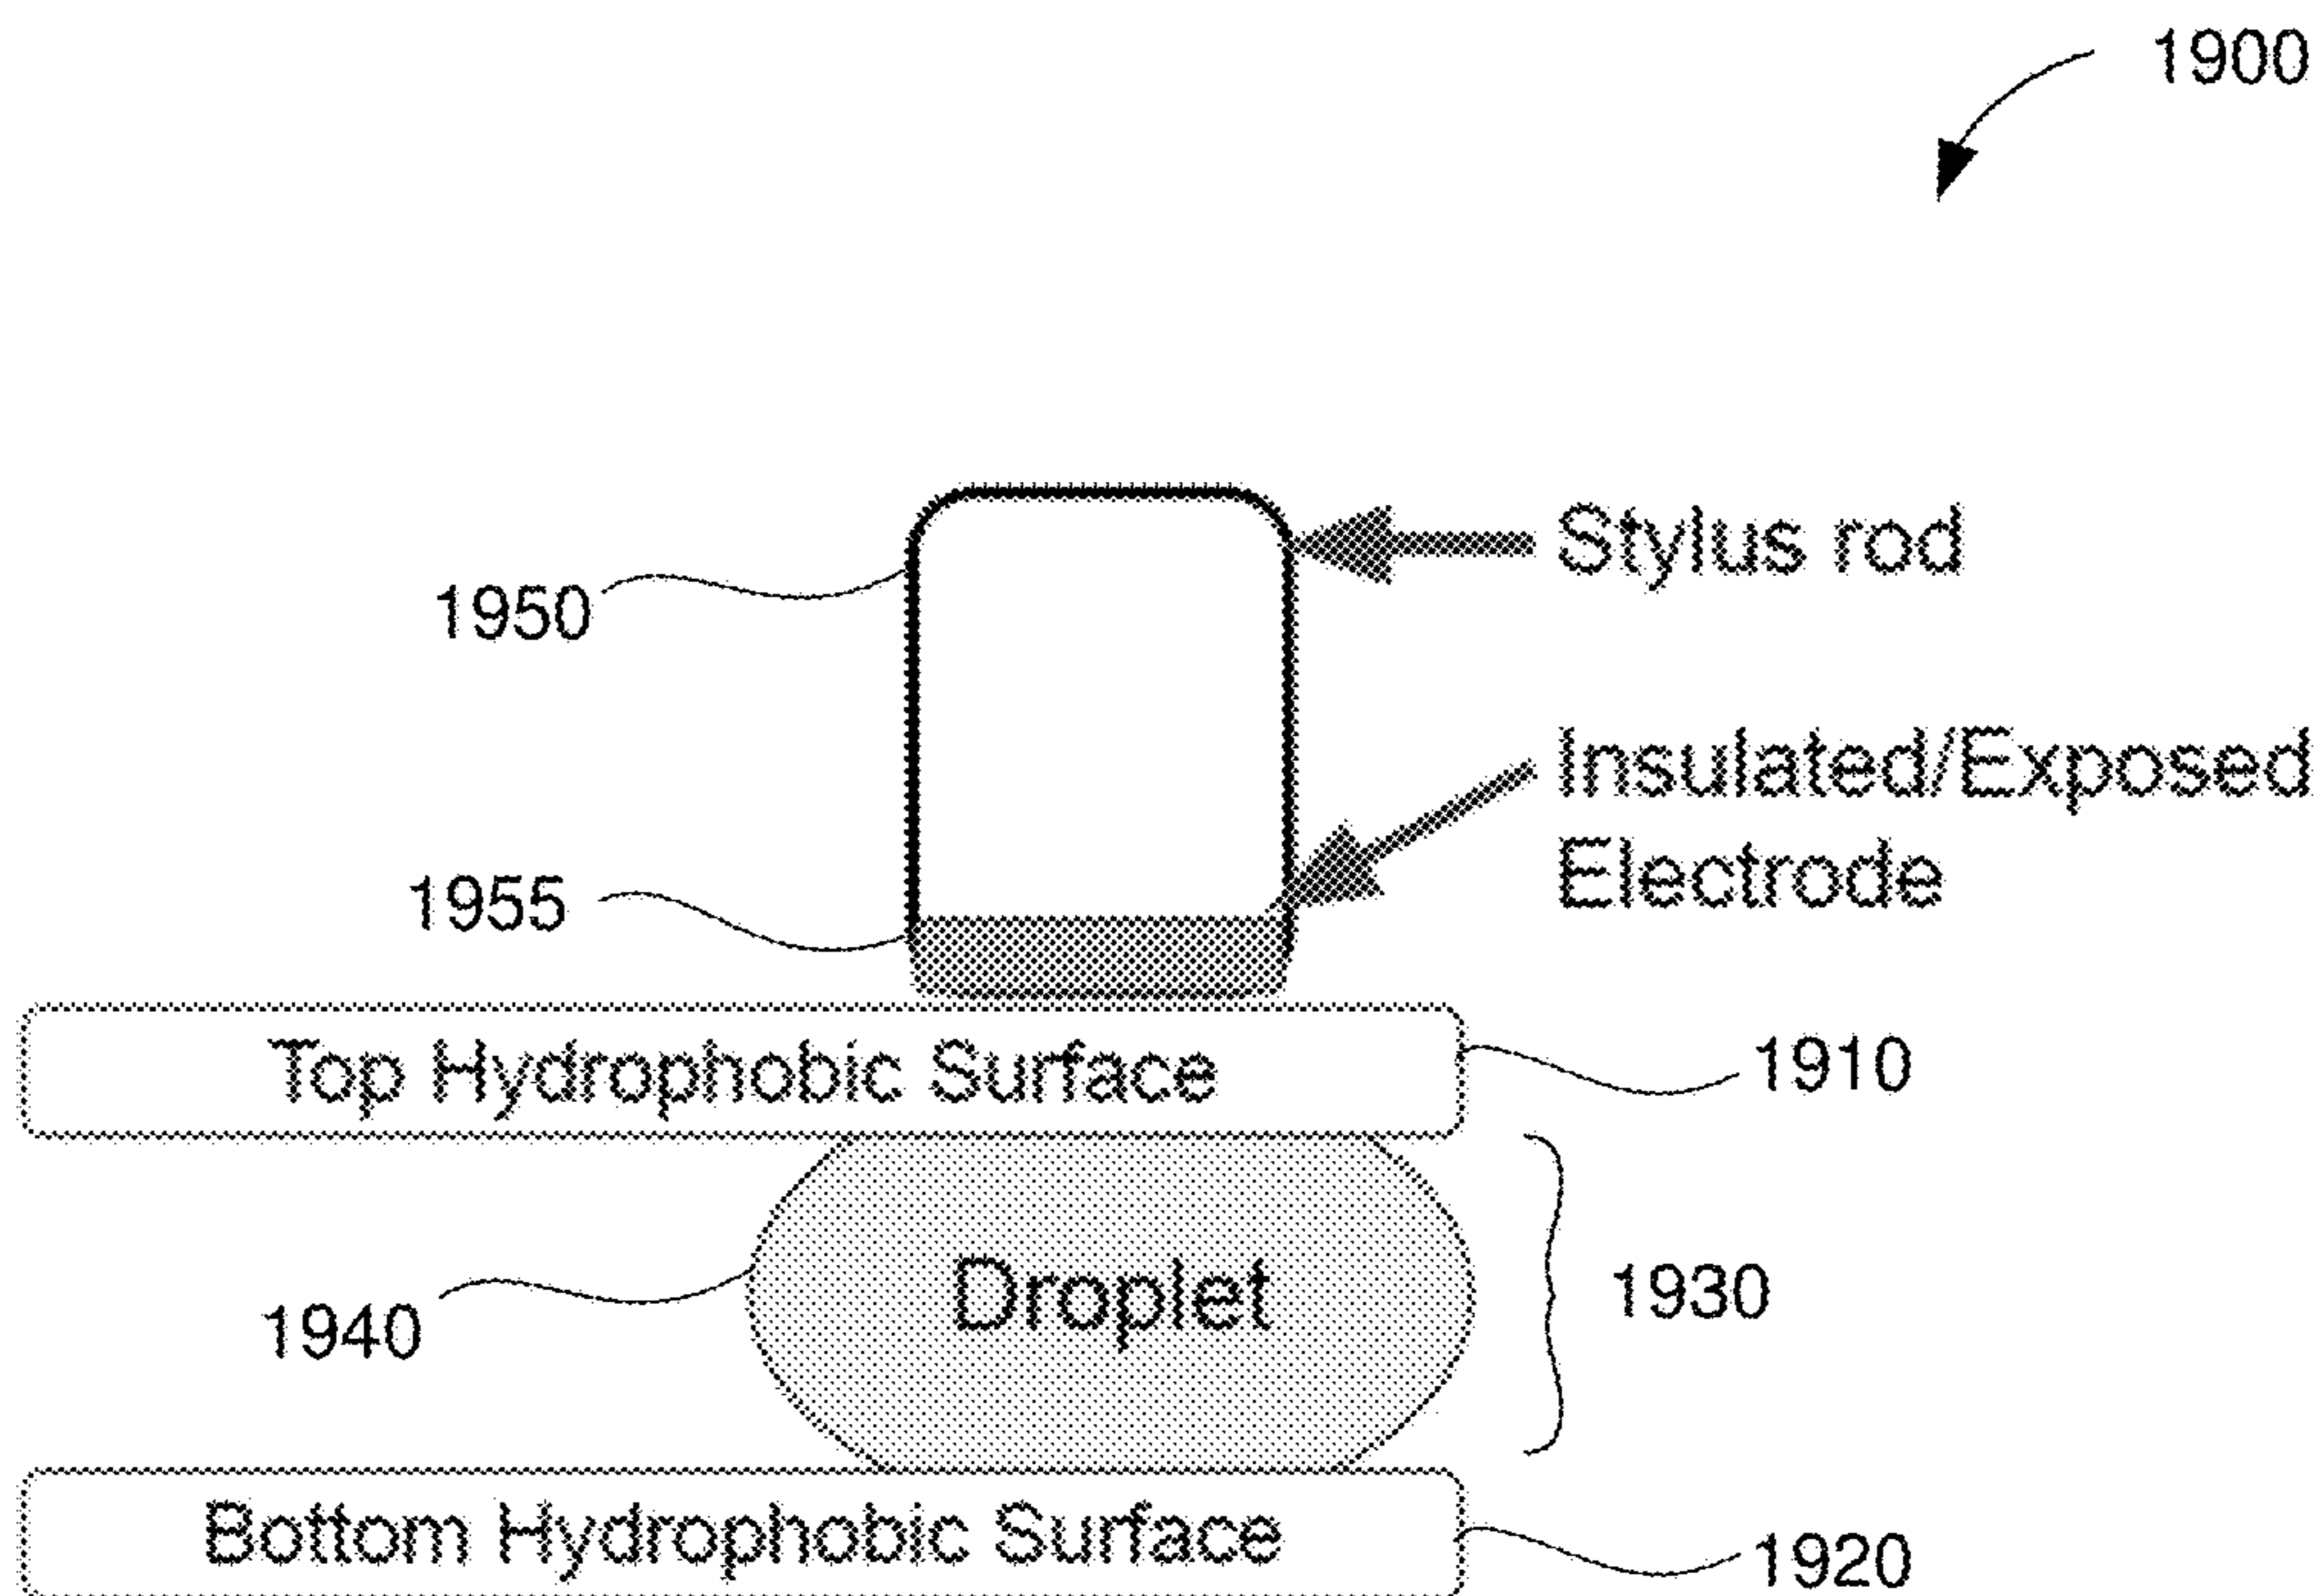 1900
Stylus rod
1950
Insulated/Exposed
Electrode
1955
Top Hydrophobic Surface
1910
Droplet
1930
1940
Bottom Hydrophobic Surface
1920